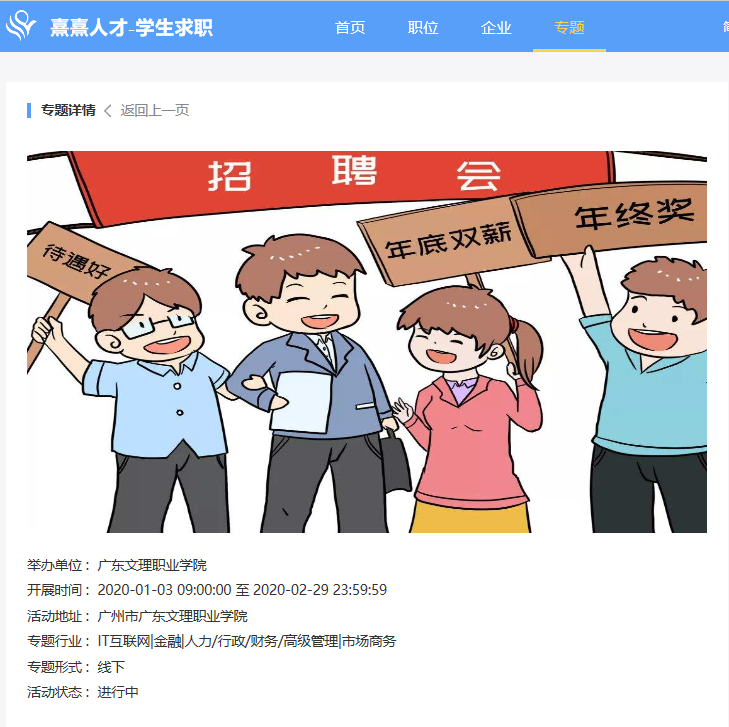 熹熹人才-学生求职
首页 职位 企业 专题
专题详情 < 返回上一页
招聘会
待遇好
年底双薪
年终奖
举办单位：广东文理职业学院
开展时间：2020-01-03 09:00:00 至 2020-02-29 23:59:59
活动地址：广州市广东文理职业学院
专题行业：IT互联网|金融|人力/行政/财务/高级管理|市场商务
专题形式：线下
活动状态：进行中